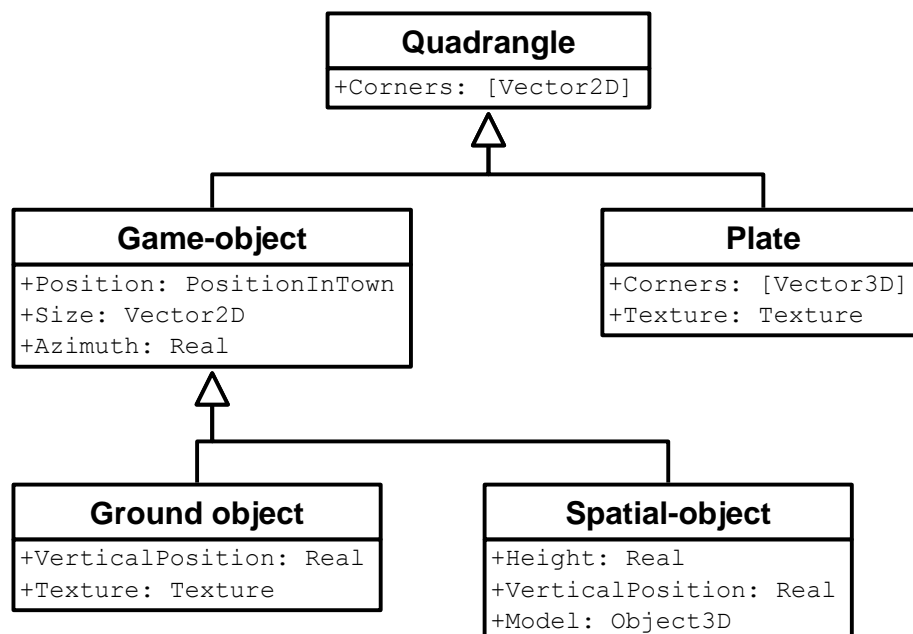 Quadrangle
+Corners: [Vector2D]
Game-object
+Position: PositionInTown
+Size: Vector2D
+Azimuth: Real
Plate
+Corners: [Vector3D]
+Texture: Texture
Ground object
+VerticalPosition: Real
+Texture: Texture
Spatial-object
+Height: Real
+VerticalPosition: Real
+Model: Object3D